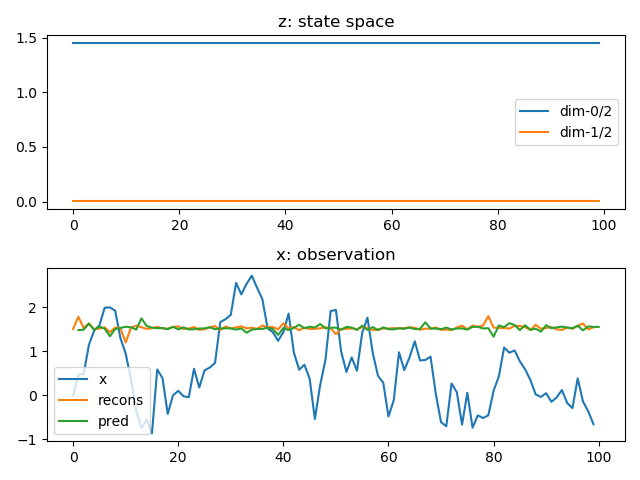 z: state space
1.5
1.0
0.5
0.0
dim-0/2
dim-1/2
0 20 40 60 80 100
x: observation
2
1
0
−1
x
recons
pred
0 20 40 60 80 100